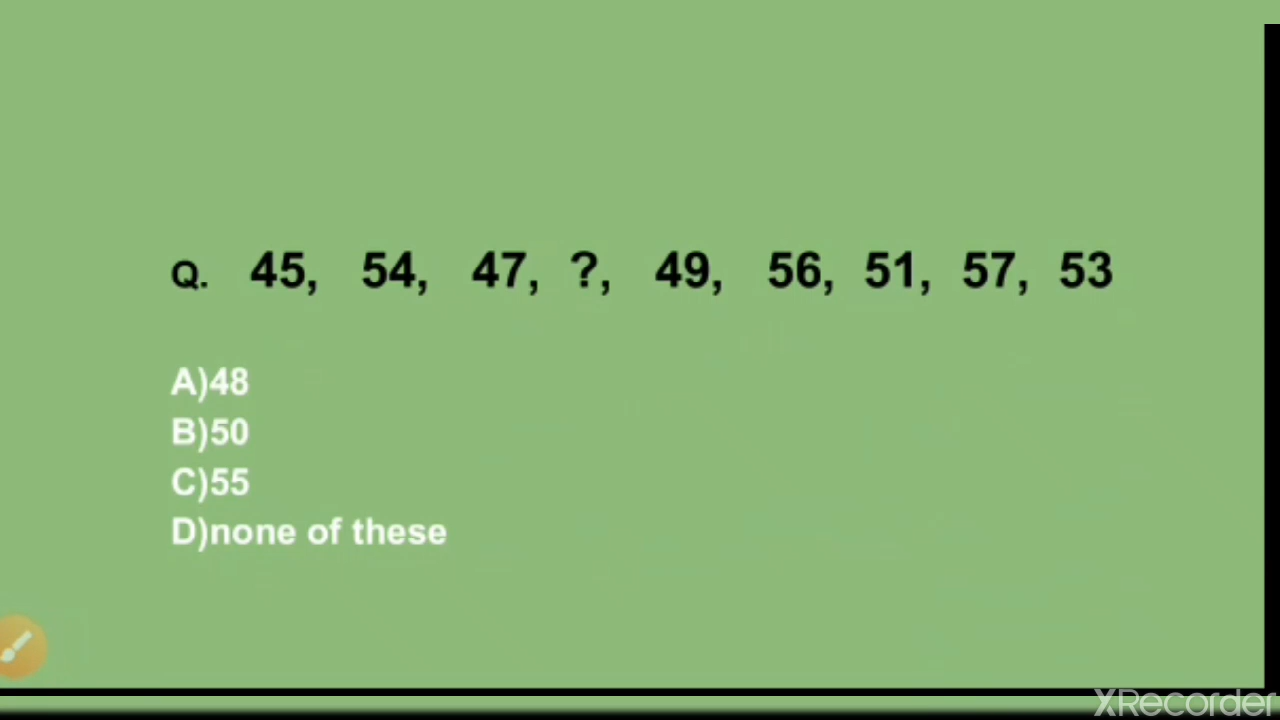 Q. 45, 54, 47, ?, 49, 56, 51, 57, 53
A)48
B)50
C)55
D)none of these
XRecorder